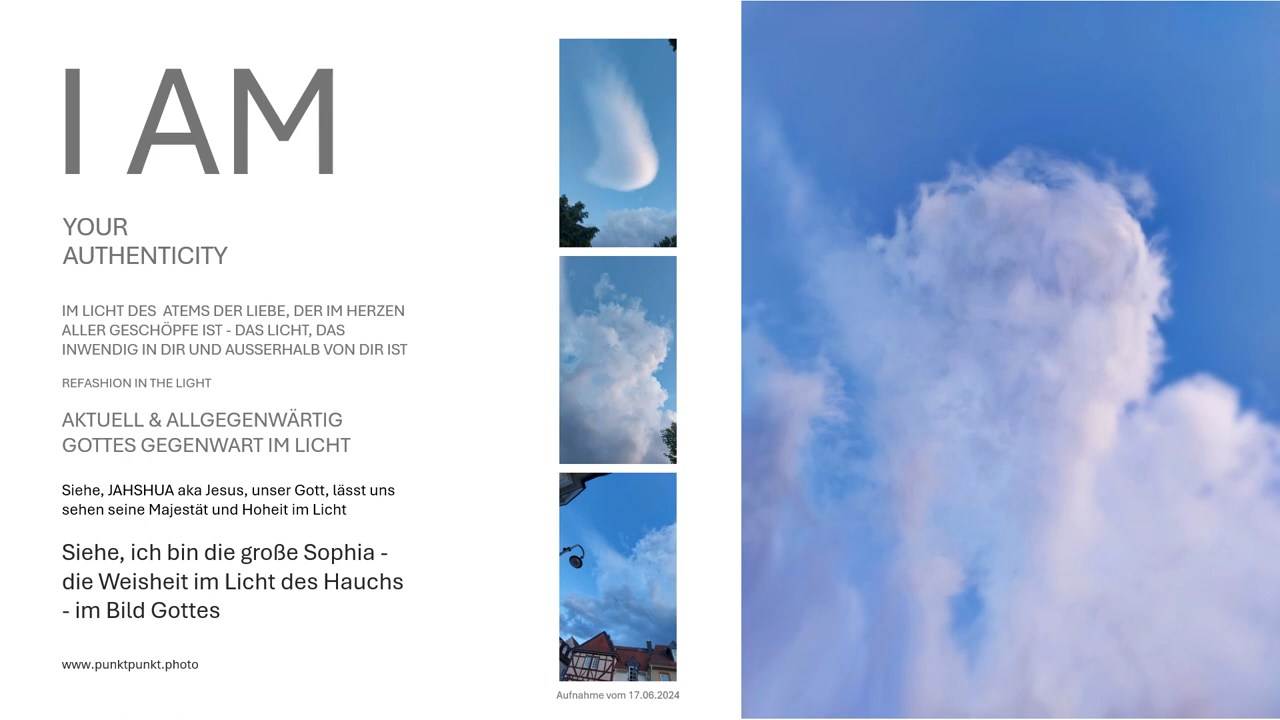 I AM
YOUR
AUTHENTICITY
IM LICHT DES  ATEMS DER LIEBE, DER IM HERZEN
ALLER GESCHÖPFE IST - DAS LICHT, DAS
INWENDIG IN DIR UND AUSSERHALB VON DIR IST
REFASHION IN THE LIGHT
AKTUELL & ALLGEGENWÄRTIG
GOTTES GEGENWART IM LICHT
Siehe, JAHSHUA aka Jesus, unser Gott, lässt uns
sehen seine Majestät und Hoheit im Licht
Siehe, ich bin die große Sophia -
die Weisheit im Licht des Hauchs
- im Bild Gottes
www.punktpunkt.photo
Aufnahme vom 17.06.2024